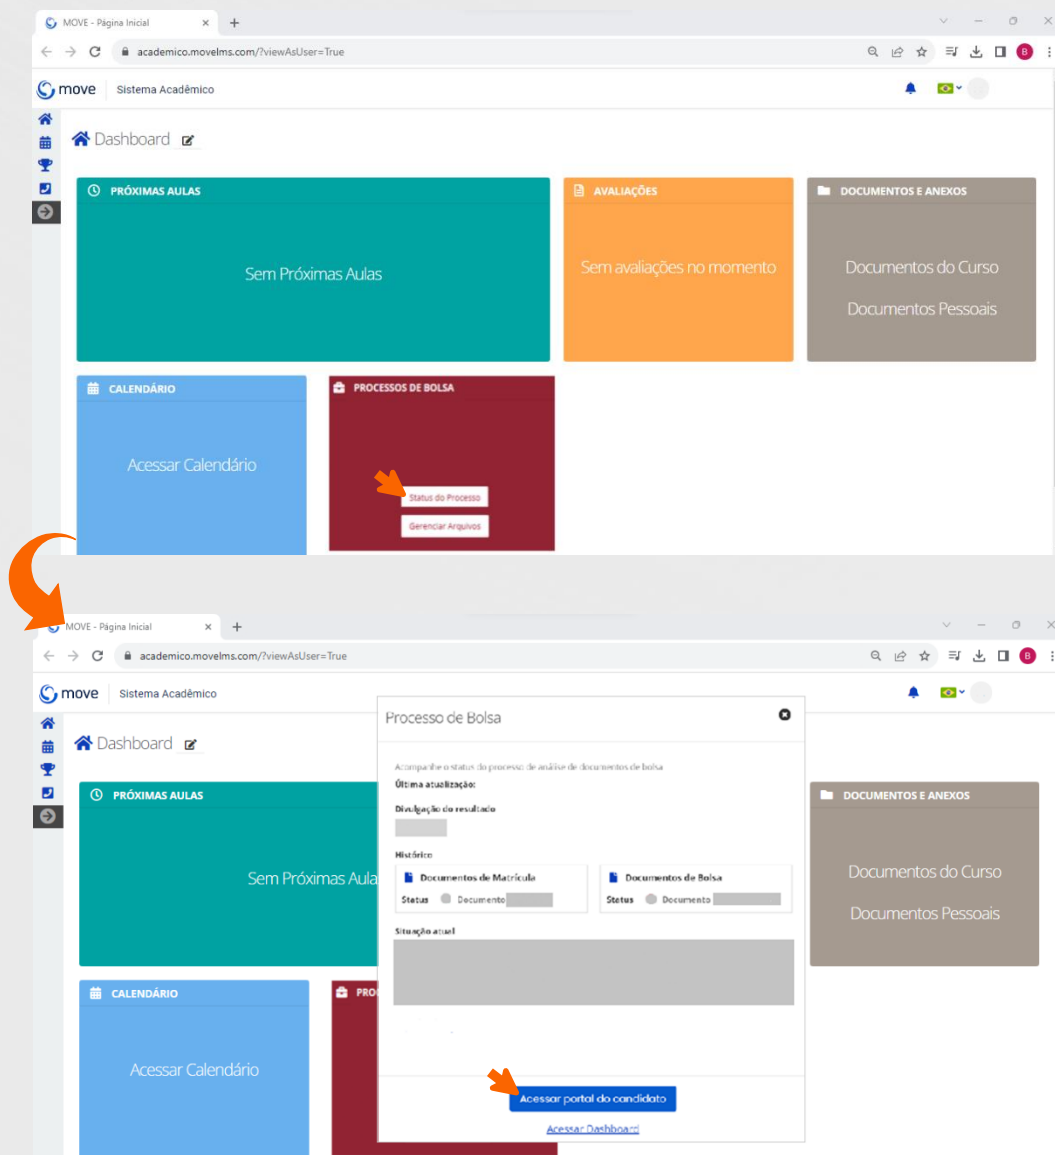 MOVE - Página Inicial
academico.movelms.com/?viewAsUser=True
B
move Sistema Acadêmico
Dashboard
PRÓXIMAS AULAS
Sem Próximas Aulas
AVALIAÇÕES
Sem avaliações no momento
DOCUMENTOS E ANEXOS
Documentos do Curso
Documentos Pessoais
CALENDÁRIO
Acessar Calendário
PROCESSOS DE BOLSA
Status do Processo
Gerenciar Arquivos
MOVE - Página Inicial
academico.movelms.com/?viewAsUser=True
B
move Sistema Acadêmico
Dashboard
PRÓXIMAS AULAS
Sem Próximas Aula
DOCUMENTOS E ANEXOS
Documentos do Curso
Documentos Pessoais
CALENDÁRIO
Acessar Calendário
PRO
Processo de Bolsa
Acompanhe o status do processo de análise de documentos de bolsa
Última atualização:
Divulgação do resultado
Histórico
Documentos de Matrícula
Status Documento
Documentos de Bolsa
Status Documento
Situação atual
Acessar portal do candidato
Acessar Dashboard